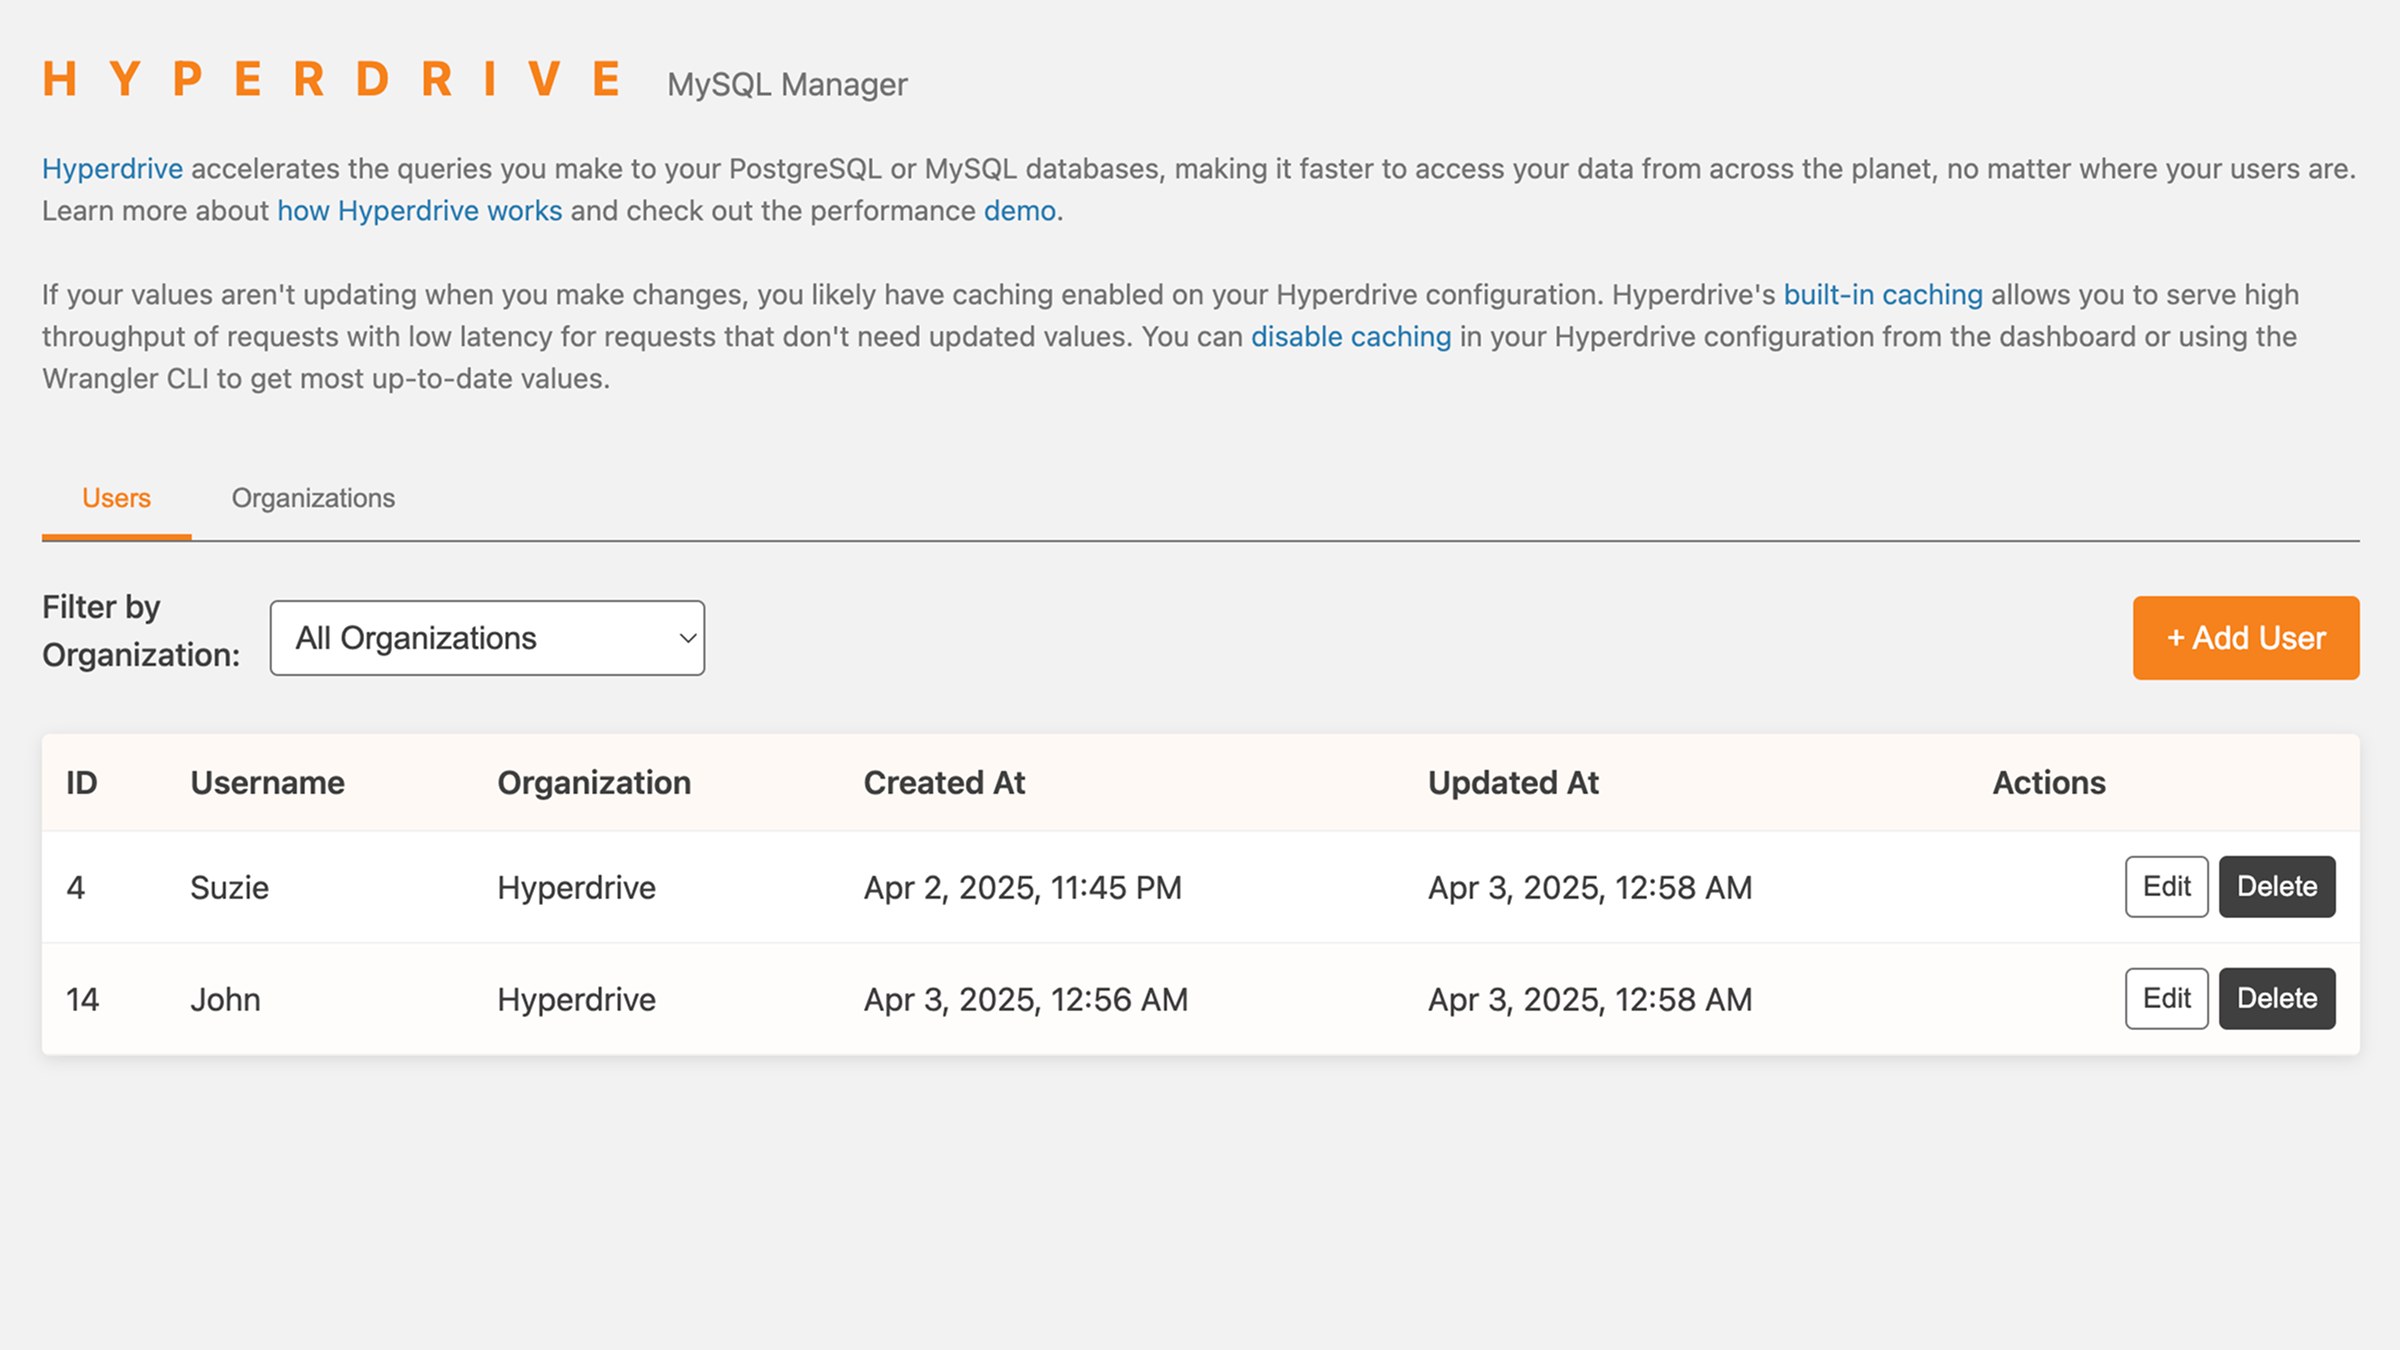 HYPERDRIVE MySQL Manager
Hyperdrive accelerates the queries you make to your PostgreSQL or MySQL databases, making it faster to access your data from across the planet, no matter where your users are.
Learn more about how Hyperdrive works and check out the performance demo.
If your values aren't updating when you make changes, you likely have caching enabled on your Hyperdrive configuration. Hyperdrive's built-in caching allows you to serve high
throughput of requests with low latency for requests that don't need updated values. You can disable caching in your Hyperdrive configuration from the dashboard or using the
Wrangler CLI to get most up-to-date values.
Users Organizations
Filter by
Organization:
All Organizations
+ Add User
ID Username Organization Created At Updated At Actions
4 Suzie Hyperdrive Apr 2, 2025, 11:45 PM Apr 3, 2025, 12:58 AM Edit Delete
14 John Hyperdrive Apr 3, 2025, 12:56 AM Apr 3, 2025, 12:58 AM Edit Delete